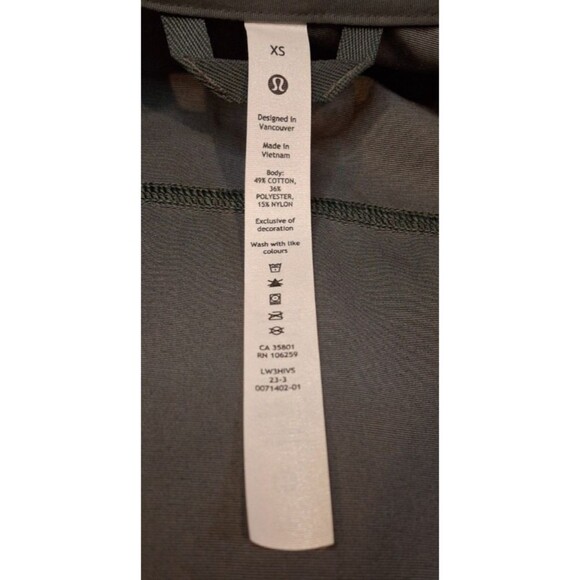 XS
Designed in
Vancouver
Made in
Vietnam
Body:
49% COTTON,
36%
POLYESTER,
15% NYLON
Exclusive of
decoration
Wash with like
colours
CA 35801
RN 106259
LW3HIVS
23-3
0071402-01